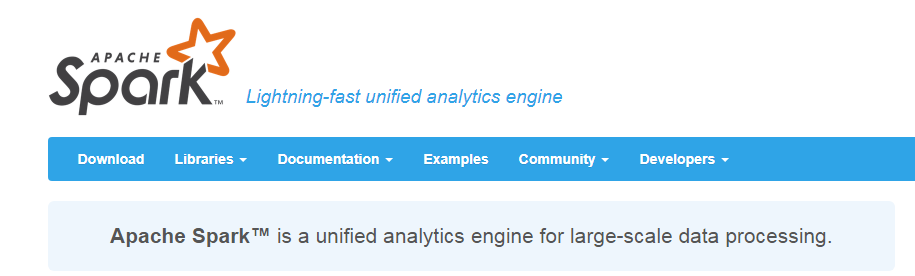 APACHE
Spark™
Lightning-fast unified analytics engine
Download Libraries Documentation Examples Community Developers
Apache Spark™ is a unified analytics engine for large-scale data processing.